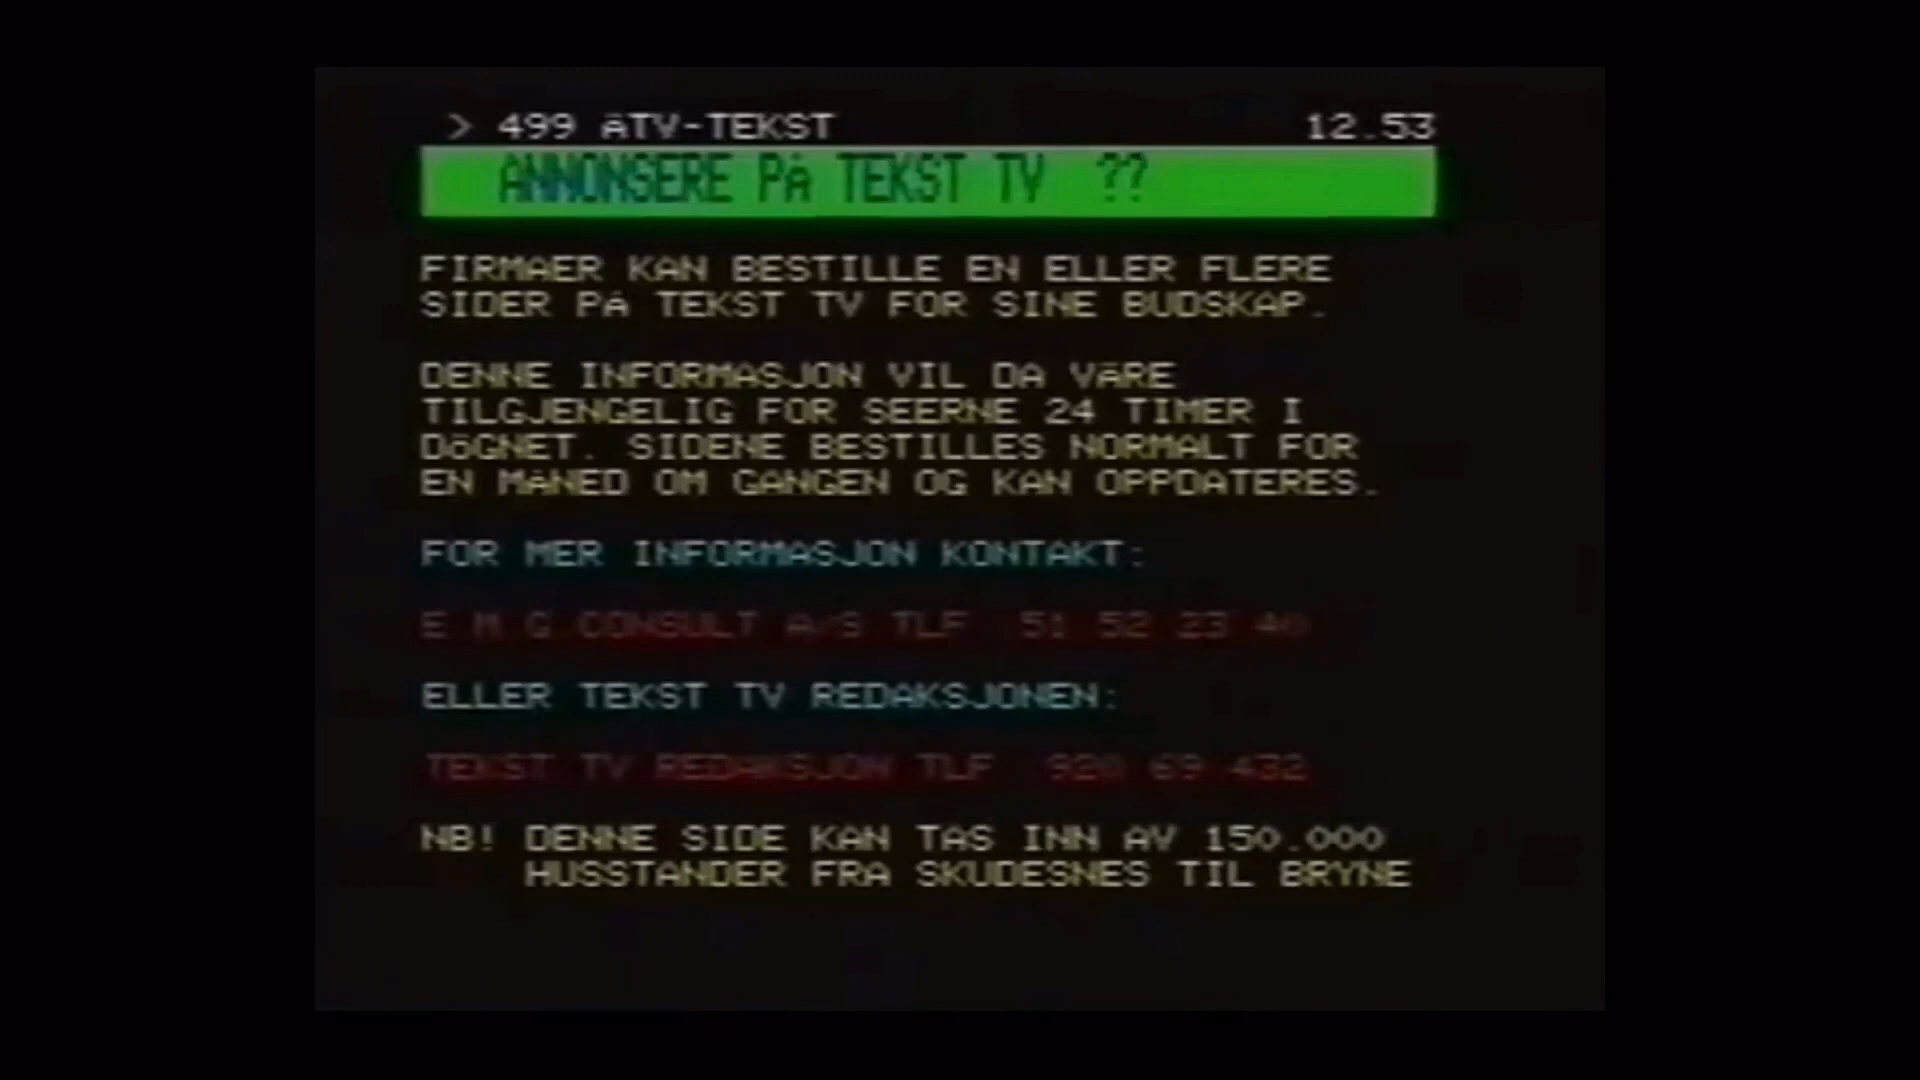 > 499 ATV-TEKST 12.53
ANNONSERE På TEKST TV ??
FIRMAER KAN BESTILLE EN ELLER FLERE
SIDER På TEKST TV FOR SINE BUDSKAP.
DENNE INFORMASJON VIL DA VäRE
TILGJENGELIG FOR SEERNE 24 TIMER I
DöGNET. SIDENE BESTILLES NORMALT FOR
EN MåNED OM GANGEN OG KAN OPPDATERES.
FOR MER INFORMASJON KONTAKT:
E.M.G.CONSULT A/S TLF 51 52 23 40
ELLER TEKST TV REDAKSJONEN:
TEKST TV REDAKSJON TLF 920 69 432
NB! DENNE SIDE KAN TAS INN AV 150.000
HUSSTANDER FRA SKUDESNES TIL BRYNE